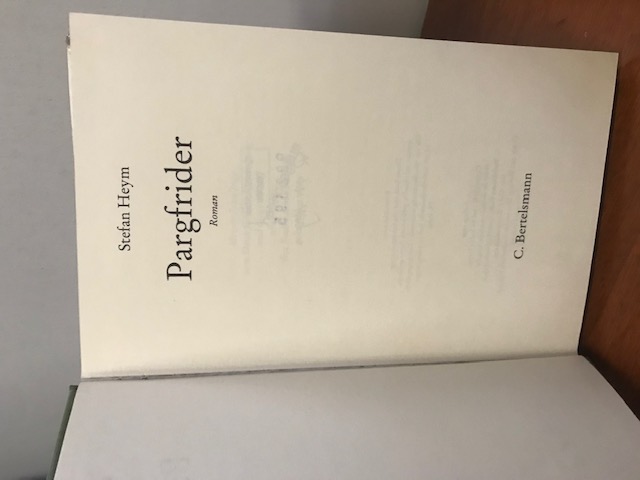 Stefan Heym
Pargfrider
Roman
C. Bertelsmann